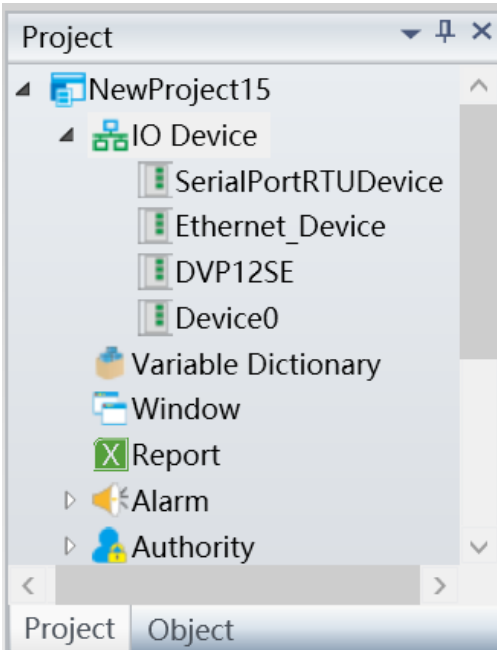 Project
NewProject15
IO Device
SerialPortRTUDevice
Ethernet_Device
DVP12SE
Device0
Variable Dictionary
Window
Report
Alarm
Authority
Project Object